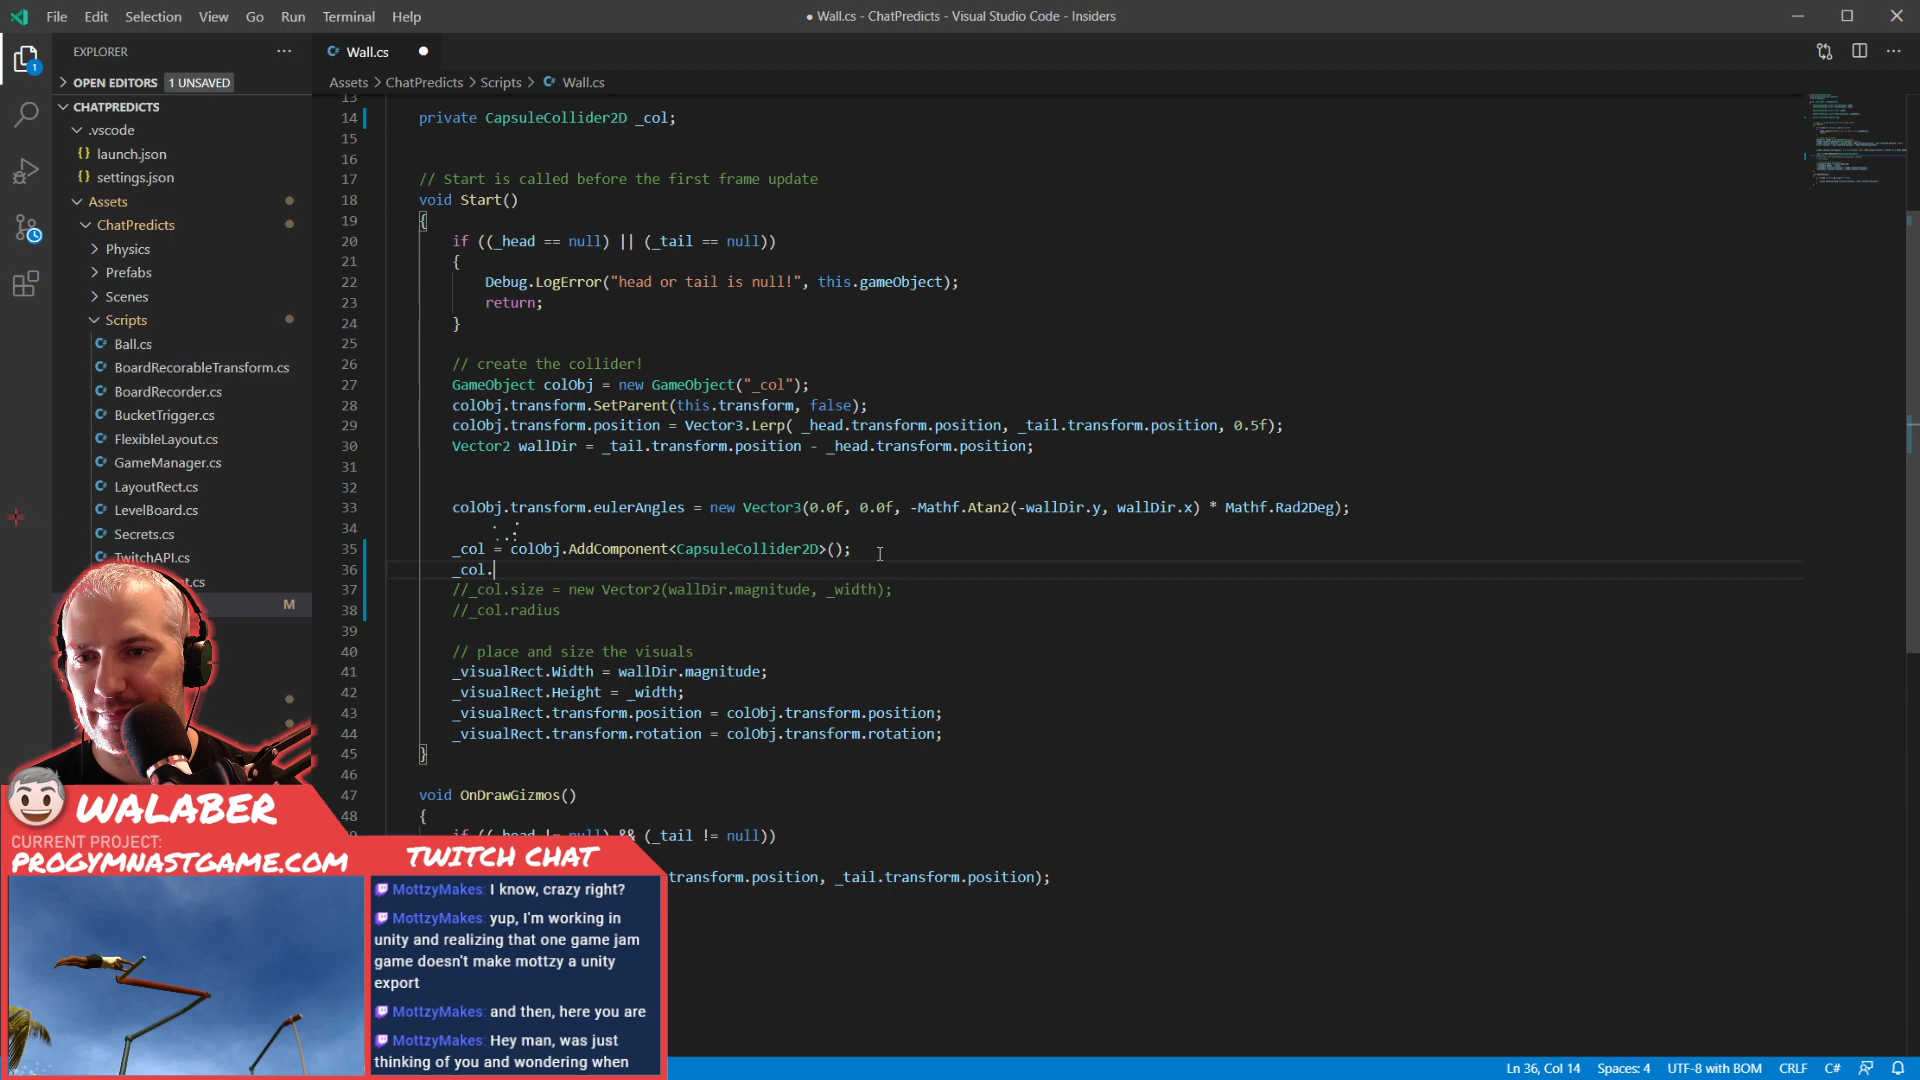 File Edit Selection View Go Run Terminal Help
● Wall.cs - ChatPredicts - Visual Studio Code - Insiders
EXPLORER
OPEN EDITORS 1 UNSAVED
CHATPREDICTS
.vscode
{} launch.json
{} settings.json
Assets
ChatPredicts
Physics
Prefabs
Scenes
Scripts
Ball.cs
BoardRecorableTransform.cs
BoardRecorder.cs
BucketTrigger.cs
FlexibleLayout.cs
GameManager.cs
LayoutRect.cs
LevelBoard.cs
Secrets.cs
TwitchAPI.cs
M
1
Wall.cs
Assets > ChatPredicts > Scripts > Wall.cs
13
14 private CapsuleCollider2D _col;
15
16
17 // Start is called before the first frame update
18 void Start()
19 {
20 if ((_head == null) || (_tail == null))
21 {
22 Debug.LogError("head or tail is null!", this.gameObject);
23 return;
24 }
25
26 // create the collider!
27 GameObject colObj = new GameObject("_col");
28 colObj.transform.SetParent(this.transform, false);
29 colObj.transform.position = Vector3.Lerp( _head.transform.position, _tail.transform.position, 0.5f);
30 Vector2 wallDir = _tail.transform.position - _head.transform.position;
31
32
33 colObj.transform.eulerAngles = new Vector3(0.0f, 0.0f, -Mathf.Atan2(-wallDir.y, wallDir.x) * Mathf.Rad2Deg);
34
35 _col = colObj.AddComponent<CapsuleCollider2D>();
36 _col.
37 //_col.size = new Vector2(wallDir.magnitude, _width);
38 //_col.radius
39
40 // place and size the visuals
41 _visualRect.Width = wallDir.magnitude;
42 _visualRect.Height = _width;
43 _visualRect.transform.position = colObj.transform.position;
44 _visualRect.transform.rotation = colObj.transform.rotation;
45 }
46
47 void OnDrawGizmos()
48 {
if ((_head != null) && (_tail != null))
transform.position, _tail.transform.position);
WALABER
CURRENT PROJECT:
PROGYMNASTGAME.COM
TWITCH CHAT
MottzyMakes: I know, crazy right?
MottzyMakes: yup, I'm working in
unity and realizing that one game jam
game doesn't make mottzy a unity
export
MottzyMakes: and then, here you are
MottzyMakes: Hey man, was just
thinking of you and wondering when
Ln 36, Col 14 Spaces: 4 UTF-8 with BOM CRLF C#